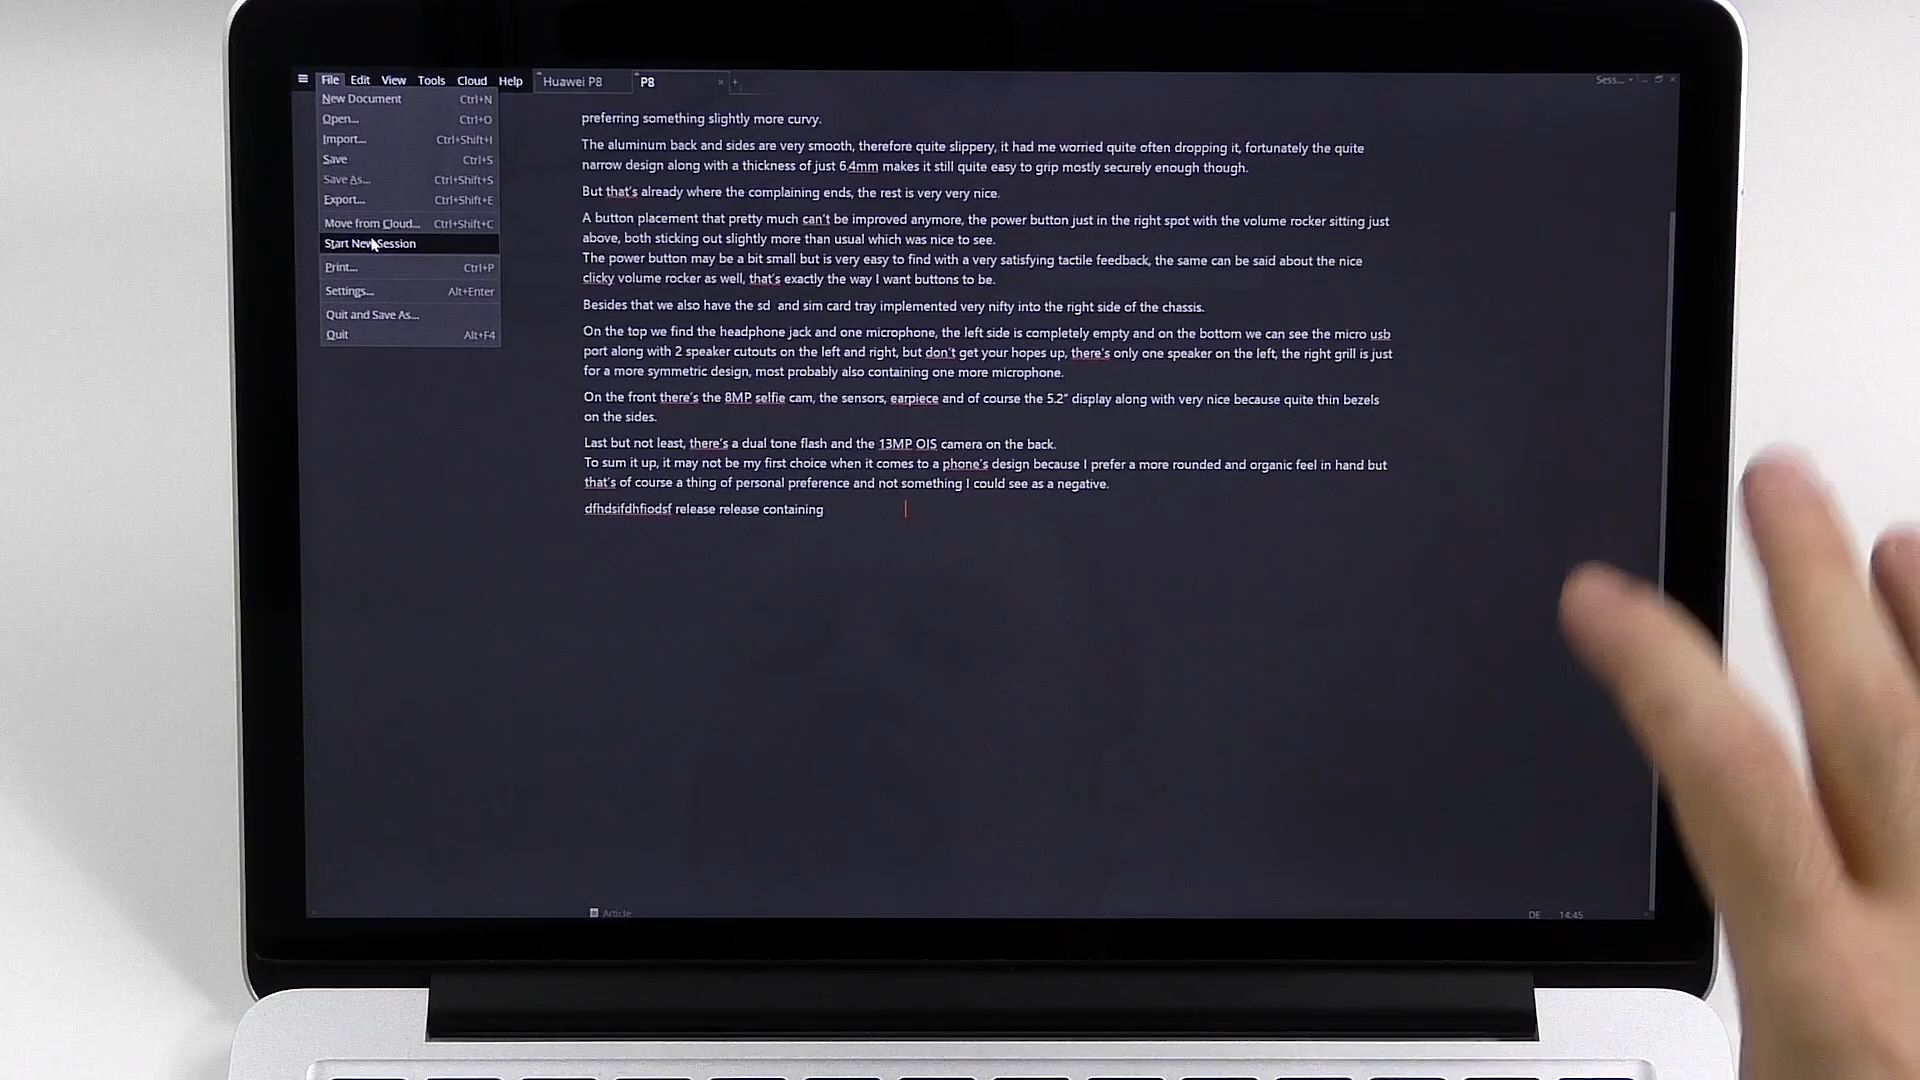 File Edit View Tools Cloud Help Huawei P8 P8 × + Sess...
New Document Ctrl+N
Open... Ctrl+O
Import... Ctrl+Shift+I
Save Ctrl+S
Save As... Ctrl+Shift+S
Export... Ctrl+Shift+E
Move from Cloud... Ctrl+Shift+C
Start New Session
Print... Ctrl+P
Settings... Alt+Enter
Quit and Save As...
Quit Alt+F4
preferring something slightly more curvy.
The aluminum back and sides are very smooth, therefore quite slippery, it had me worried quite often dropping it, fortunately the quite
narrow design along with a thickness of just 6.4mm makes it still quite easy to grip mostly securely enough though.
But that's already where the complaining ends, the rest is very very nice.
A button placement that pretty much can't be improved anymore, the power button just in the right spot with the volume rocker sitting just
above, both sticking out slightly more than usual which was nice to see.
The power button may be a bit small but is very easy to find with a very satisfying tactile feedback, the same can be said about the nice
clicky volume rocker as well, that's exactly the way I want buttons to be.
Besides that we also have the sd and sim card tray implemented very nifty into the right side of the chassis.
On the top we find the headphone jack and one microphone, the left side is completely empty and on the bottom we can see the micro usb
port along with 2 speaker cutouts on the left and right, but don't get your hopes up, there's only one speaker on the left, the right grill is just
for a more symmetric design, most probably also containing one more microphone.
On the front there's the 8MP selfie cam, the sensors, earpiece and of course the 5.2" display along with very nice because quite thin bezels
on the sides.
Last but not least, there's a dual tone flash and the 13MP OIS camera on the back.
To sum it up, it may not be my first choice when it comes to a phone's design because I prefer a more rounded and organic feel in hand but
that's of course a thing of personal preference and not something I could see as a negative.
dfhdsifdhfiodsf release release containing
Article DE 14:45